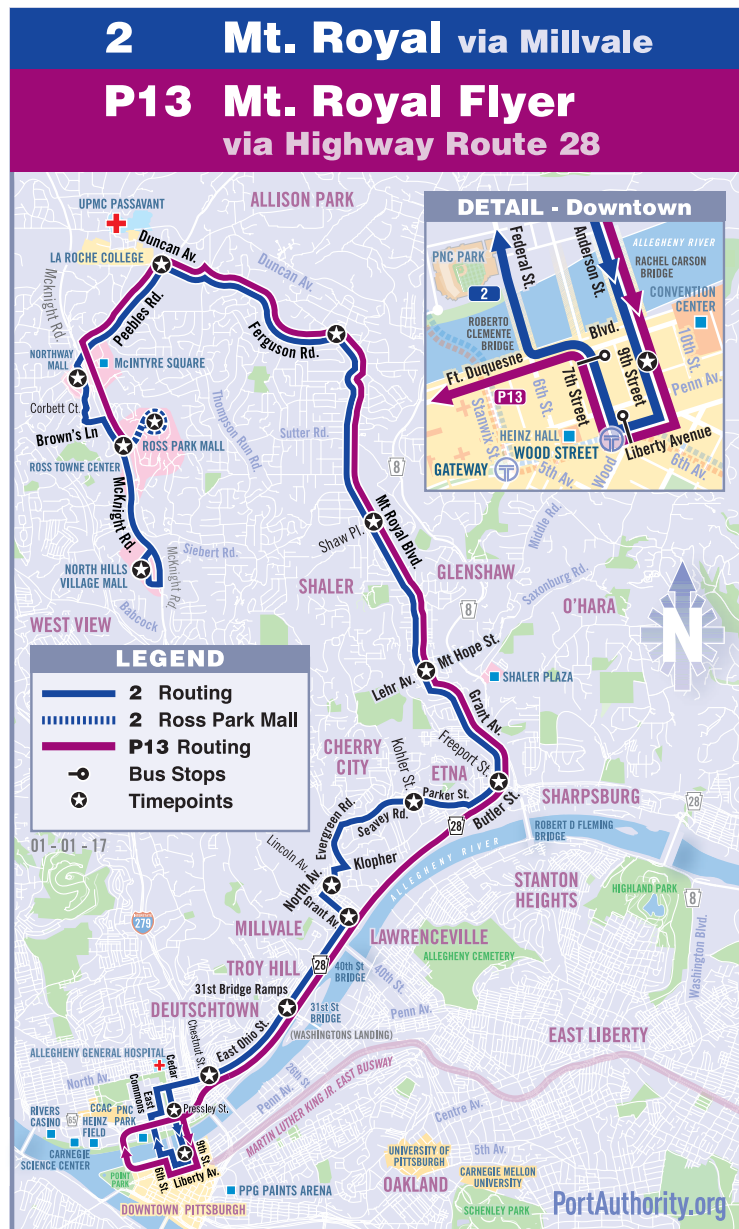 2 Mt. Royal via Millvale
P13 Mt. Royal Flyer
via Highway Route 28
UPMC PASSAVANT
ALLISON PARK
LA ROCHE COLLEGE
Duncan Av.
Duncan Av.
Mcknight Rd.
Peebles Rd.
Ferguson Rd.
NORTHWAY
MALL
McINTYRE SQUARE
Corbett Ct.
Brown's Ln
ROSS PARK MALL
ROSS TOWNE CENTER
Thompson Run Rd.
Sutter Rd.
8
McKnight Rd.
Shaw Pl.
Mt Royal Blvd.
Siebert Rd.
NORTH HILLS
VILLAGE MALL
McKnight Rd.
Babcock
WEST VIEW
SHALER
GLENSHAW
Middle Rd.
Saxonburg Rd.
O'HARA
8
N
DETAIL - Downtown
PNC PARK
Federal St.
Anderson St.
ALLEGHENY RIVER
RACHEL CARSON
BRIDGE
CONVENTION
CENTER
2
ROBERTO
CLEMENTE
BRIDGE
Blvd.
10th St.
Ft. Duquesne
P13
6th St.
7th Street
9th Street
Penn Av.
Stanwix St.
HEINZ HALL
WOOD STREET
Wood
Liberty Avenue
GATEWAY
5th Av.
6th Av.
LEGEND
2 Routing
2 Ross Park Mall
P13 Routing
Bus Stops
Timepoints
01 - 01 - 17
Lehr Av.
Mt Hope St.
SHALER PLAZA
Grant Av.
CHERRY
CITY
Kohler St.
ETNA
Freeport St.
Parker St.
Butler St.
SHARPSBURG
28
28
ROBERT D FLEMING
BRIDGE
Seavey Rd.
Evergreen Rd.
Lincoln Av.
Klopher
ALLEGHENY RIVER
North Av.
Grant Av.
STANTON
HEIGHTS
HIGHLAND PARK
8
Washington Blvd.
279
MILLVALE
LAWRENCEVILLE
ALLEGHENY CEMETERY
TROY HILL
28
40th St
BRIDGE
40th St.
31st Bridge Ramps
DEUTSCHTOWN
31st St
BRIDGE
(WASHINGTONS LANDING)
Penn Av.
EAST LIBERTY
East Ohio St.
Chestnut St.
ALLEGHENY GENERAL HOSPITAL
Cedar
North Av.
East
Commons
Pressley St.
28th St.
Penn Av.
MARTIN LUTHER KING JR. EAST BUSWAY
Centre Av.
RIVERS
CASINO
65
CCAC
HEINZ
FIELD
PNC
PARK
CARNEGIE
SCIENCE CENTER
POINT
PARK
6th St.
9th St.
Liberty Av.
PPG PAINTS ARENA
DOWNTOWN PITTSBURGH
UNIVERSITY OF
PITTSBURGH
5th Av.
CARNEGIE MELLON
UNIVERSITY
OAKLAND
SCHENLEY PARK
PortAuthority.org